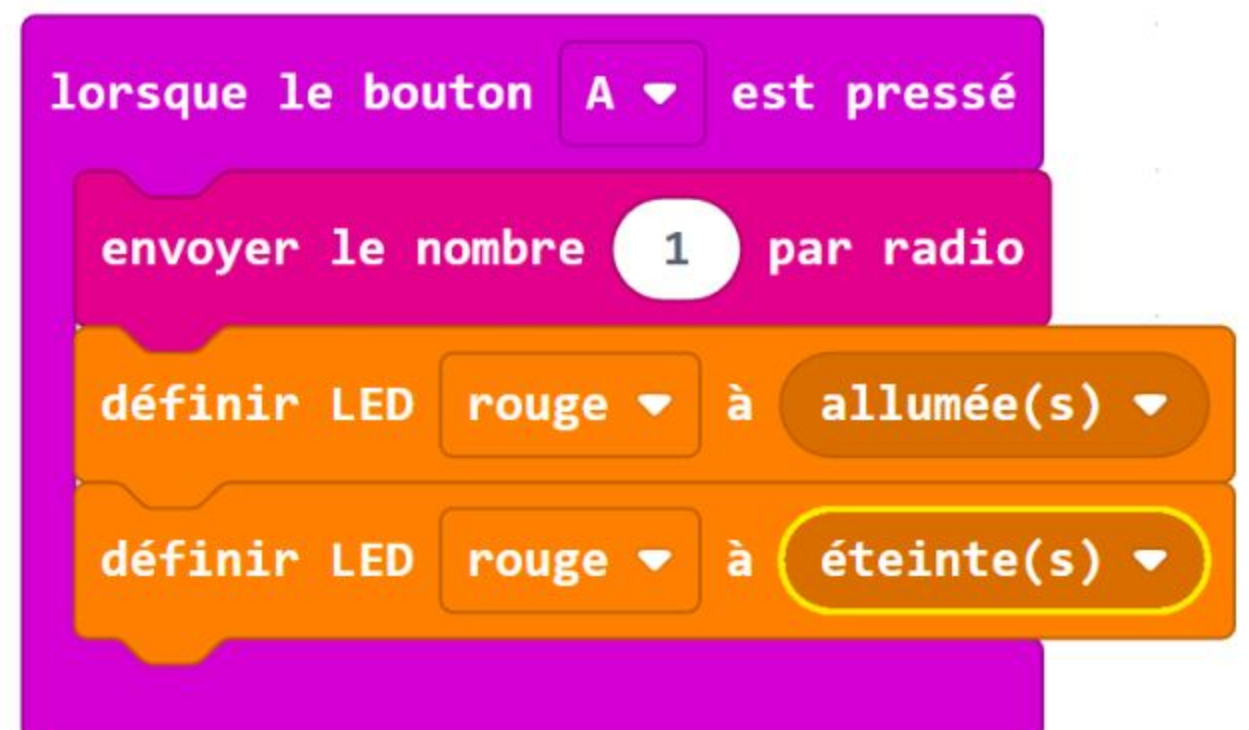 lorsque le bouton A est pressé
envoyer le nombre 1 par radio
définir LED rouge à allumée(s)
définir LED rouge à éteinte(s)